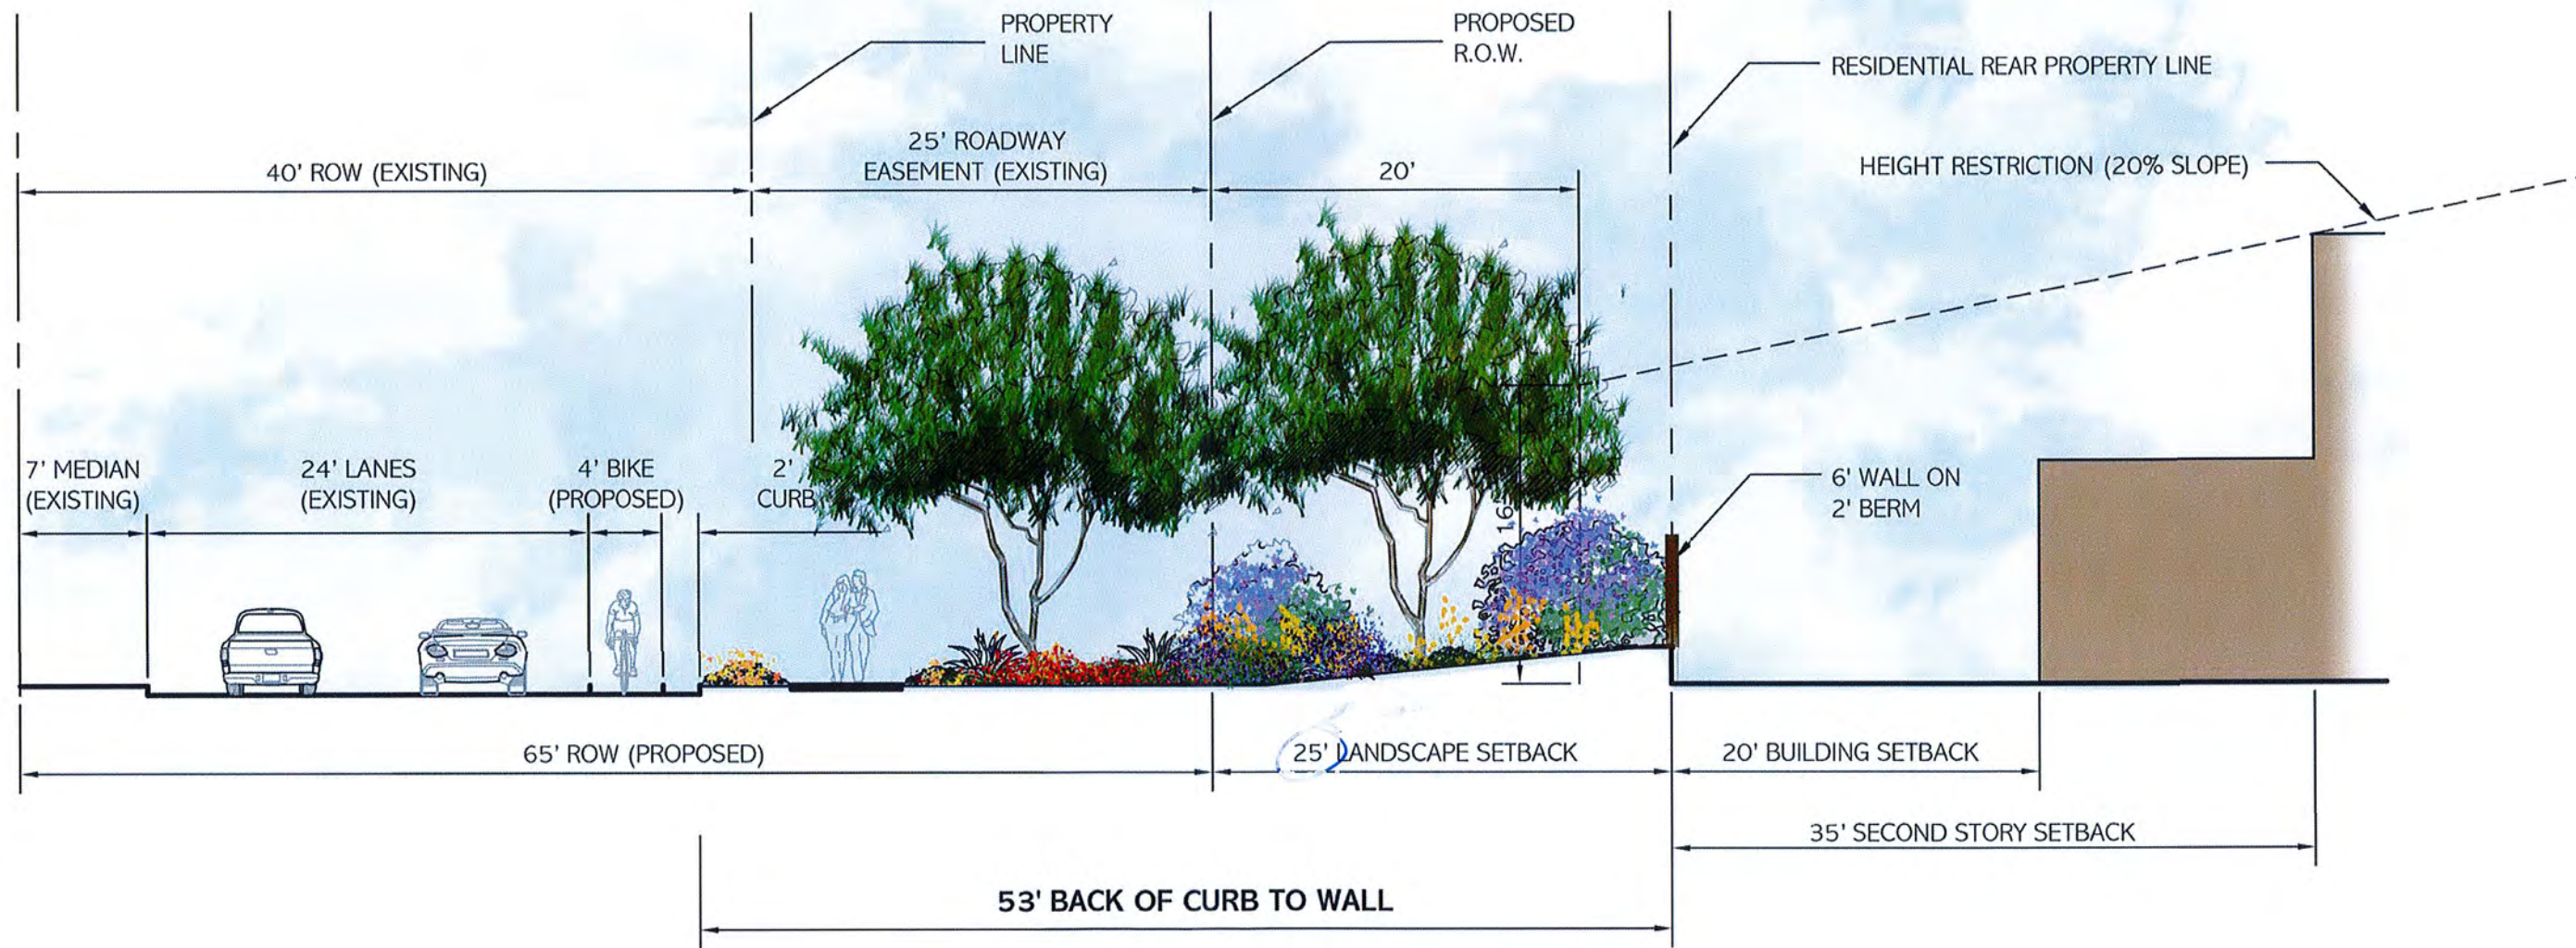 PROPERTY
LINE
PROPOSED
R.O.W.
RESIDENTIAL REAR PROPERTY LINE
25' ROADWAY
EASEMENT (EXISTING)
40' ROW (EXISTING)
20'
HEIGHT RESTRICTION (20% SLOPE)
7' MEDIAN
(EXISTING)
24' LANES
(EXISTING)
4' BIKE
(PROPOSED)
2'
CURB
16
6' WALL ON
2' BERM
65' ROW (PROPOSED)
25' LANDSCAPE SETBACK
20' BUILDING SETBACK
35' SECOND STORY SETBACK
53' BACK OF CURB TO WALL